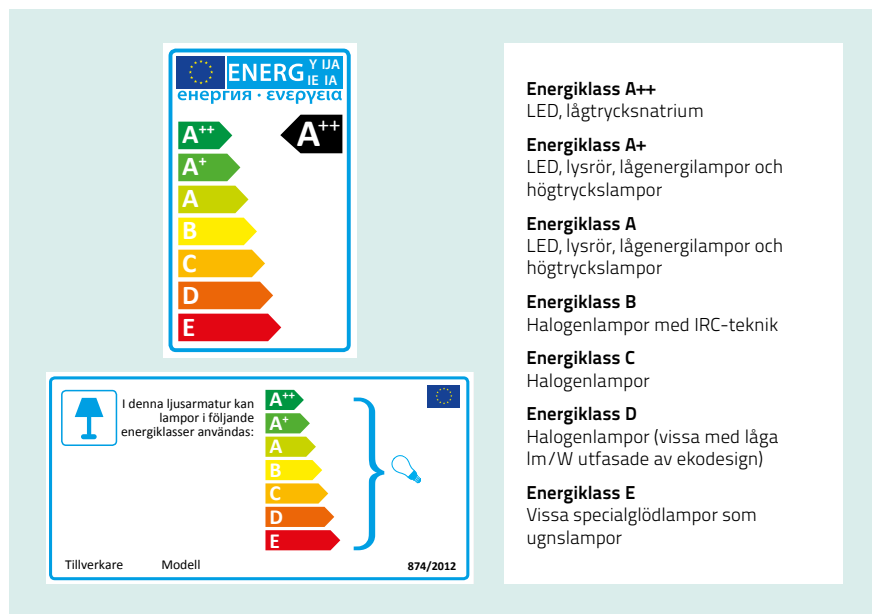 ENERG Y IJA
IE IA
енергия · ενεργεια
A++
A++
A+
A
B
C
D
E
I denna ljusarmatur kan
lampor i följande
energiklasser användas:
A++
A+
A
B
C
D
E
Tillverkare Modell 874/2012
Energiklass A++
LED, lågtrycksnatrium
Energiklass A+
LED, lysrör, lågenergilampor och
högtryckslampor
Energiklass A
LED, lysrör, lågenergilampor och
högtryckslampor
Energiklass B
Halogenlampor med IRC-teknik
Energiklass C
Halogenlampor
Energiklass D
Halogenlampor (vissa med låga
lm/W utfasade av ekodesign)
Energiklass E
Vissa specialglödlampor som
ugnslampor